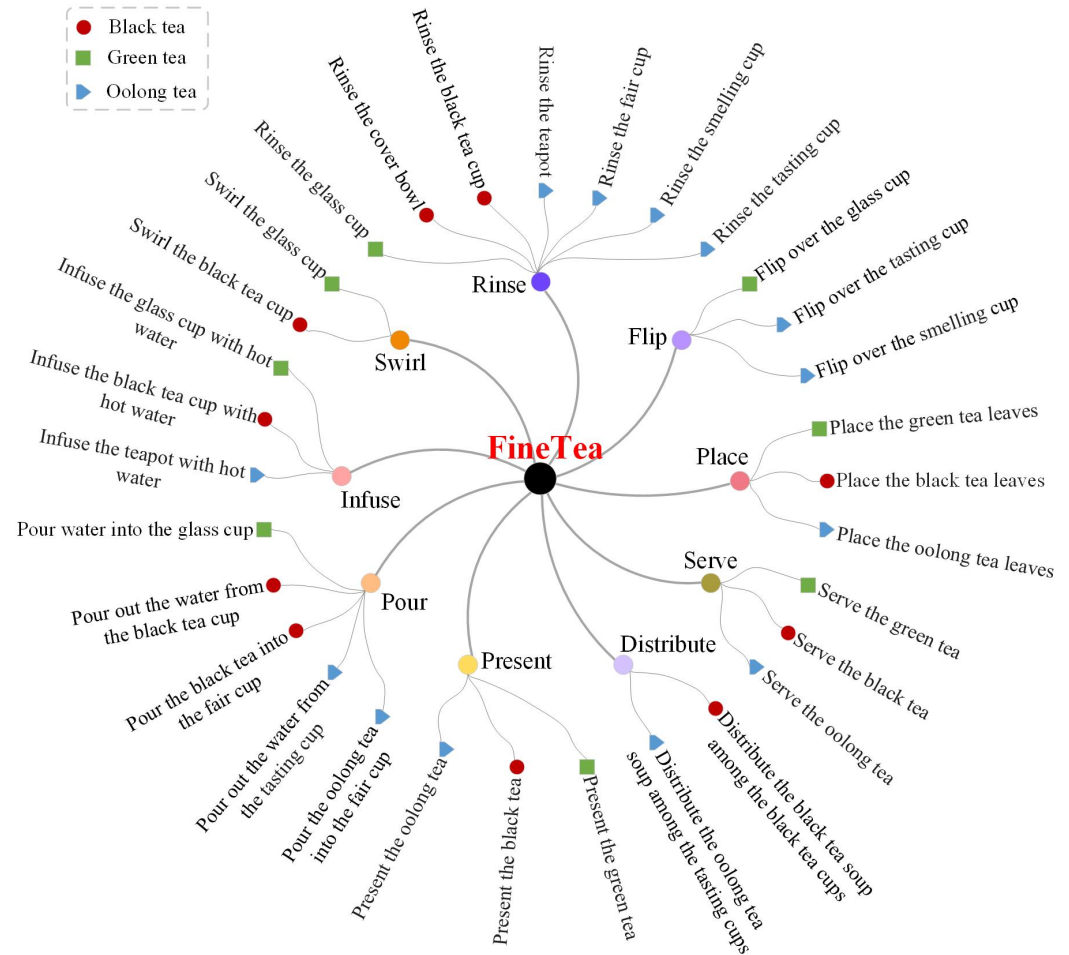 Black tea
Green tea
Oolong tea
FineTea
Rinse
Rinse the glass cup
Rinse the cover bowl
Rinse the black tea cup
Rinse the teapot
Rinse the fair cup
Rinse the smelling cup
Rinse the tasting cup
Flip
Flip over the glass cup
Flip over the tasting cup
Flip over the smelling cup
Place
Place the green tea leaves
Place the black tea leaves
Place the oolong tea leaves
Serve
Serve the green tea
Serve the black tea
Serve the oolong tea
Distribute
Distribute the black tea soup
among the black tea cups
Distribute the oolong tea
soup among the tasting cups
Present
Present the green tea
Present the black tea
Present the oolong tea
Pour
Pour the oolong tea
into the fair cup
Pour out the water from
the tasting cup
Pour the black tea into
the fair cup
Pour out the water from
the black tea cup
Pour water into the glass cup
Infuse
Infuse the teapot with hot
water
Infuse the black tea cup with
hot water
Infuse the glass cup with hot
water
Swirl
Swirl the black tea cup
Swirl the glass cup